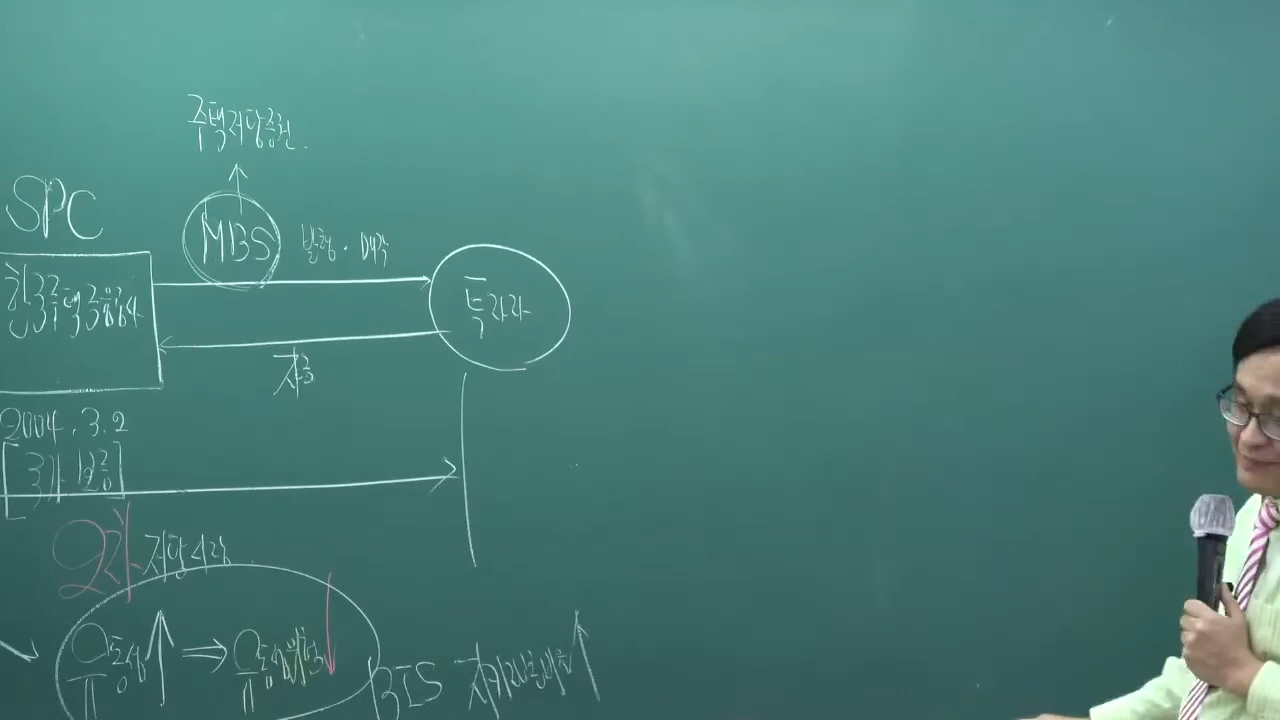 주택저당증권
SPC
MBS 발행·매각
한국주택금융공사
투자자
자금
2004.3.2
[국가 보증]
2차 저당시장
유동성↑ ⇒ 유동성위험↓
BIS 자기자본비율↑